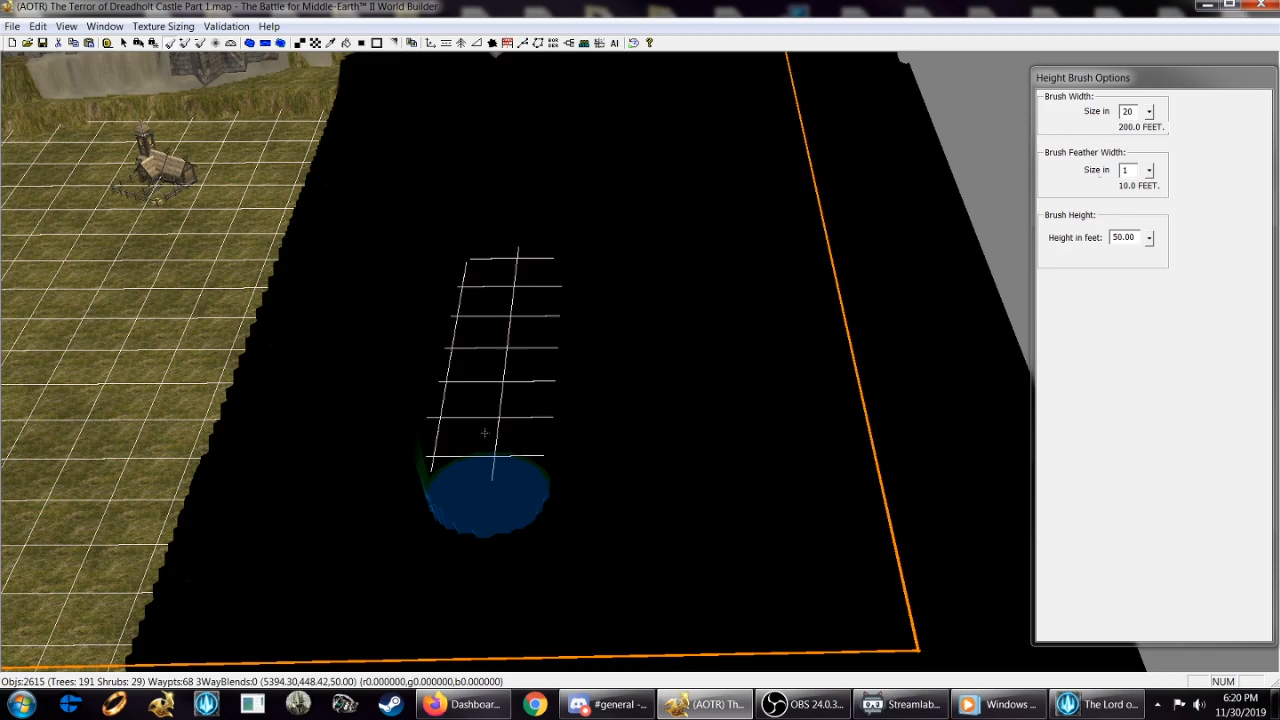 (AOTR) The Terror of Dreadholt Castle Part 1.map - The Battle for Middle-Earth™ II World Builder
File Edit View Window Texture Sizing Validation Help
AI
Height Brush Options
Brush Width:
Size in 20
200.0 FEET.
Brush Feather Width:
Size in 1
10.0 FEET.
Brush Height:
Height in feet: 50.00
Objs:2615 (Trees: 191 Shrubs: 29) Waypts:68 3WayBlends:0 (5394.30,448.42,50.00) {r0.000000,g0.000000,b0.000000}
NUM
Dashboar...
#general -...
(AOTR) Th...
OBS 24.0.3...
Streamlab...
Windows ...
The Lord o...
6:20 PM
11/30/2019